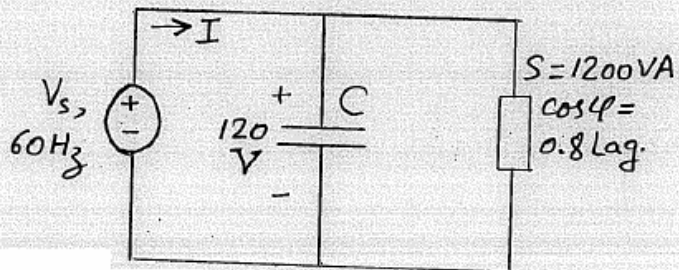 → I
Vs,
60Hz
+
-
+
120
V
-
C
S=1200VA
cosφ=
0.8 Lag.